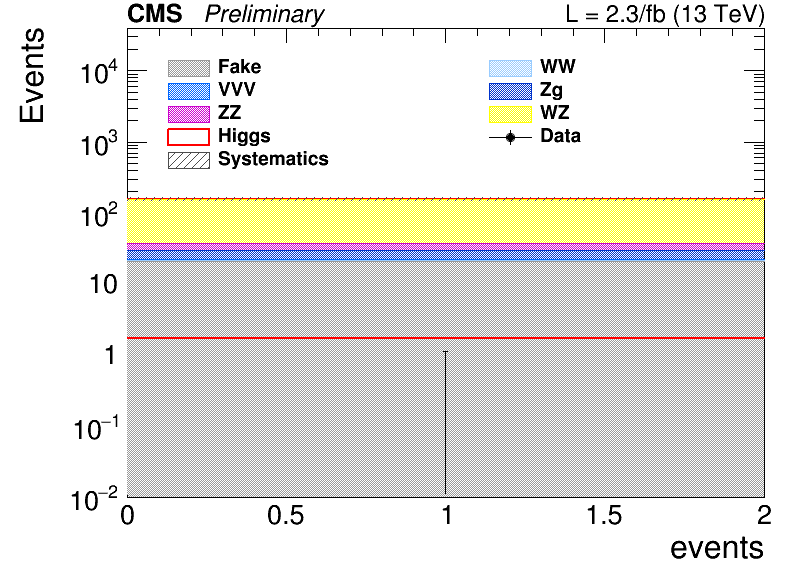 CMS Preliminary L = 2.3/fb (13 TeV)
Events
10⁴
10³
10²
10
1
10⁻¹
10⁻²
Fake
VVV
ZZ
Higgs
Systematics
WW
Zg
WZ
Data
0 0.5 1 1.5 2
events